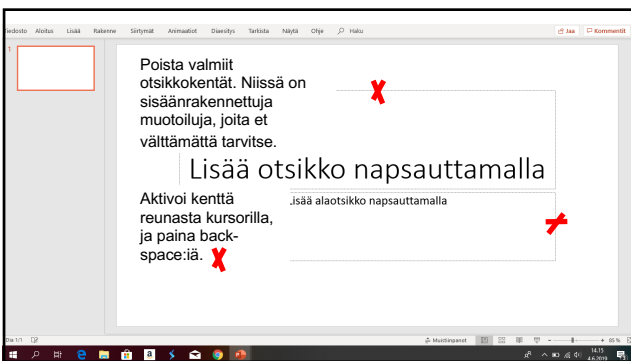 Tiedosto Aloitus Lisää Rakenne Siirtymät Animaatiot Diaesitys Tarkista Näytä Ohje Haku Jaa Kommentit
1
Poista valmiit
otsikkokentät. Niissä on
sisäänrakennettuja
muotoiluja, joita et
välttämättä tarvitse.
Lisää otsikko napsauttamalla
Aktivoi kenttä
reunasta kursorilla,
ja paina back-
space:iä.
Lisää alaotsikko napsauttamalla
Dia 1/1 Muistiinpanot 85 %
14.15
4.6.2019